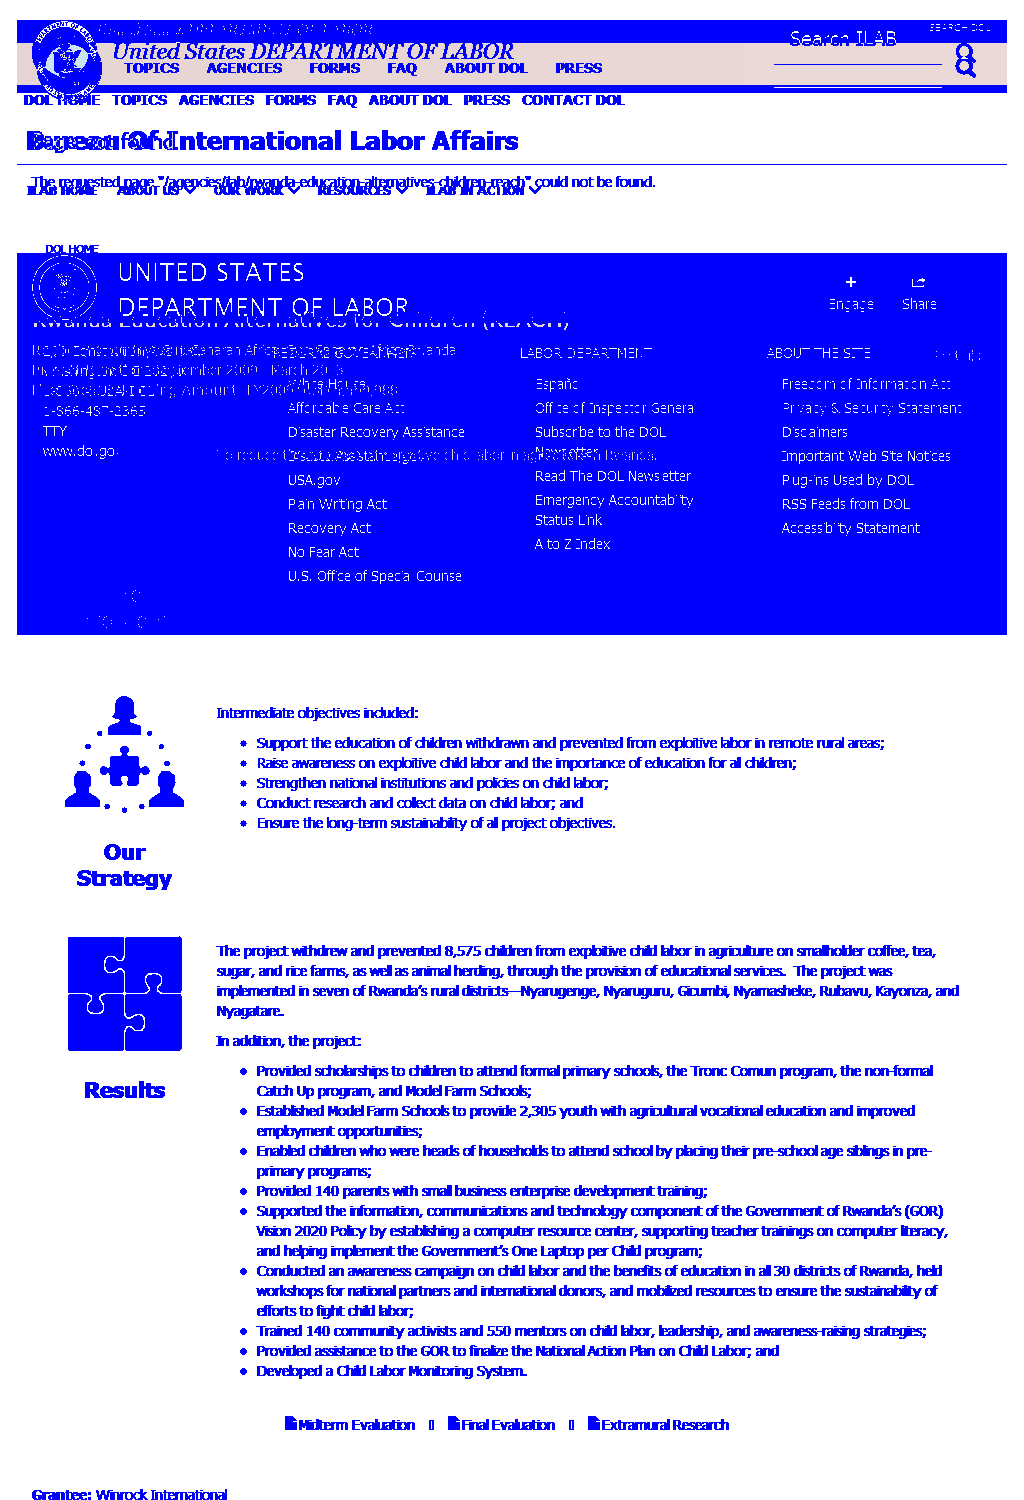 SEARCH DOL
Search ILAB
United States DEPARTMENT OF LABOR
TOPICS AGENCIES FORMS FAQ ABOUT DOL PRESS
DOL HOME TOPICS AGENCIES FORMS FAQ ABOUT DOL PRESS CONTACT DOL
Bureau Of International Labor Affairs
Page not found
The requested page "/agencies/ilab/rwanda-education-alternatives-children-reach" could not be found.
ILAB HOME ABOUT US OUR WORK RESOURCES ILAB IN ACTION
DOL HOME
UNITED STATES
DEPARTMENT OF LABOR
Engage Share
Rwanda Education Alternatives for Children (REACH)
FEDERAL GOVERNMENT
LABOR DEPARTMENT
ABOUT THE SITE
White House
Español
Freedom of Information Act
1-866-487-2365
Affordable Care Act
Office of Inspector General
Privacy & Security Statement
TTY
Disaster Recovery Assistance
Subscribe to the DOL
Newsletter
Disclaimers
www.dol.gov
Important Web Site Notices
USA.gov
Read The DOL Newsletter
Plug-ins Used by DOL
Plain Writing Act
Emergency Accountability
Status Link
RSS Feeds from DOL
Recovery Act
Accessibility Statement
No Fear Act
A to Z Index
U.S. Office of Special Counsel
Intermediate objectives included:
Support the education of children withdrawn and prevented from exploitive labor in remote rural areas;
Raise awareness on exploitive child labor and the importance of education for all children;
Strengthen national institutions and policies on child labor;
Conduct research and collect data on child labor; and
Ensure the long-term sustainability of all project objectives.
Our
Strategy
The project withdrew and prevented 8,575 children from exploitive child labor in agriculture on smallholder coffee, tea,
sugar, and rice farms, as well as animal herding, through the provision of educational services. The project was
implemented in seven of Rwanda's rural districts—Nyarugenge, Nyaruguru, Gicumbi, Nyamasheke, Rubavu, Kayonza, and
Nyagatare.
In addition, the project:
Results
Provided scholarships to children to attend formal primary schools, the Tronc Comun program, the non-formal
Catch Up program, and Model Farm Schools;
Established Model Farm Schools to provide 2,305 youth with agricultural vocational education and improved
employment opportunities;
Enabled children who were heads of households to attend school by placing their pre-school age siblings in pre-
primary programs;
Provided 140 parents with small business enterprise development training;
Supported the information, communications and technology component of the Government of Rwanda's (GOR)
Vision 2020 Policy by establishing a computer resource center, supporting teacher trainings on computer literacy,
and helping implement the Government's One Laptop per Child program;
Conducted an awareness campaign on child labor and the benefits of education in all 30 districts of Rwanda, held
workshops for national partners and international donors, and mobilized resources to ensure the sustainability of
efforts to fight child labor;
Trained 140 community activists and 550 mentors on child labor, leadership, and awareness-raising strategies;
Provided assistance to the GOR to finalize the National Action Plan on Child Labor; and
Developed a Child Labor Monitoring System.
Midterm Evaluation Final Evaluation Extramural Research
Grantee: Winrock International